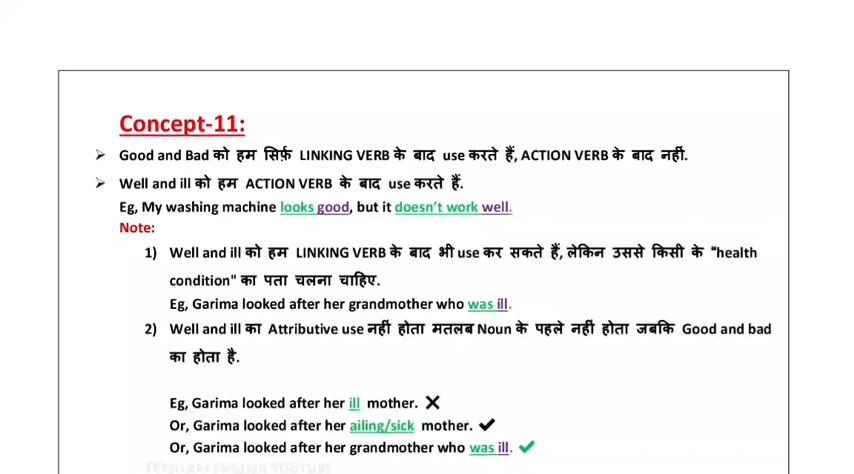 Concept-11:
➢ Good and Bad को हम सिर्फ़ LINKING VERB के बाद use करते हैं, ACTION VERB के बाद नहीं.
➢ Well and ill को हम ACTION VERB के बाद use करते हैं.
Eg, My washing machine looks good, but it doesn't work well.
Note:
1) Well and ill को हम LINKING VERB के बाद भी use कर सकते हैं, लेकिन उससे किसी के "health
condition" का पता चलना चाहिए.
Eg, Garima looked after her grandmother who was ill.
2) Well and ill का Attributive use नहीं होता मतलब Noun के पहले नहीं होता जबकि Good and bad
का होता है.
Eg, Garima looked after her ill mother. ✕
Or, Garima looked after her ailing/sick mother. ✔
Or, Garima looked after her grandmother who was ill. ✔